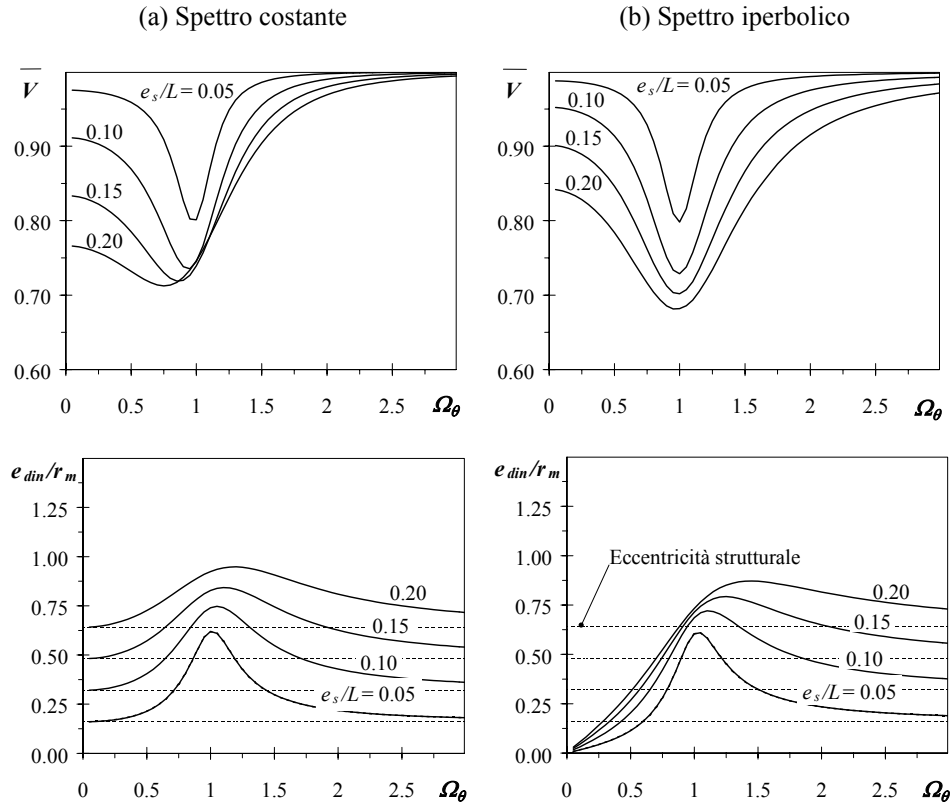 (a) Spettro costante
(b) Spettro iperbolico
V
e_s/L = 0.05
0.10
0.15
0.20
0.90
0.80
0.70
0.60
0 0.5 1 1.5 2 2.5 Ω_θ
V
e_s/L = 0.05
0.10
0.15
0.20
0.90
0.80
0.70
0.60
0 0.5 1 1.5 2 2.5 Ω_θ
e_din/r_m
1.25
1.00
0.75
0.50
0.25
0.00
0.20
0.15
0.10
e_s/L = 0.05
0 0.5 1 1.5 2 2.5 Ω_θ
e_din/r_m
1.25
1.00
0.75
0.50
0.25
0.00
Eccentricità strutturale
0.20
0.15
0.10
e_s/L = 0.05
0 0.5 1 1.5 2 2.5 Ω_θ